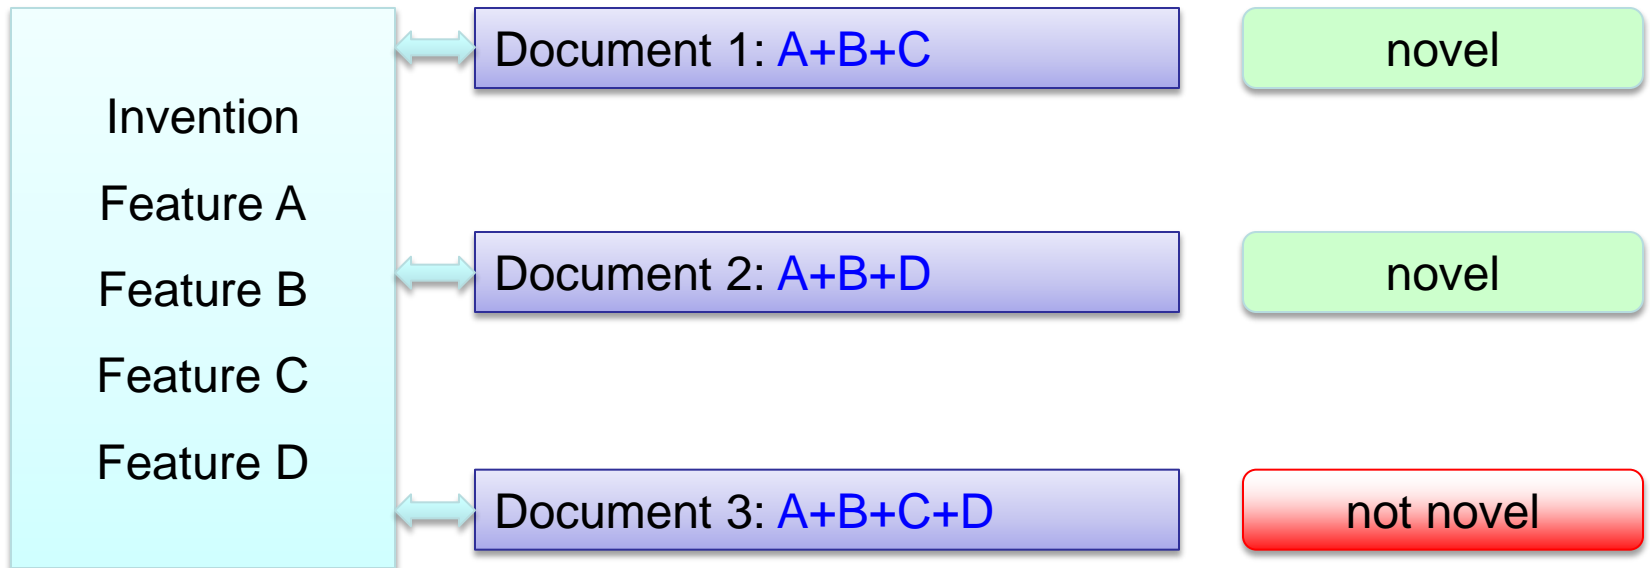 Invention
Feature A
Feature B
Feature C
Feature D
Document 1: A+B+C
novel
Document 2: A+B+D
novel
Document 3: A+B+C+D
not novel